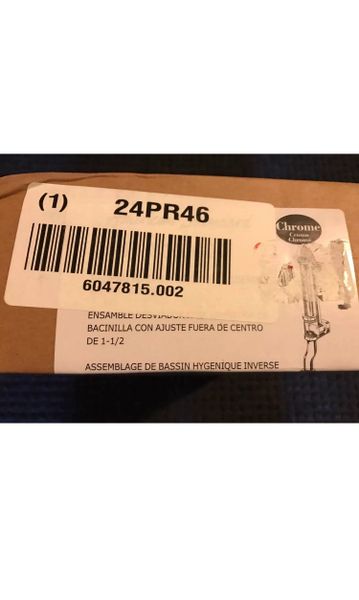 (1) 24PR46
6047815.002
Chrome
Cromo
Chrome
ENSAMBLE
BACINILLA CON AJUSTE FUERA DE CENTRO
DE 1-1/2
ASSEMBLAGE DE BASSIN HYGENIQUE INVERSE